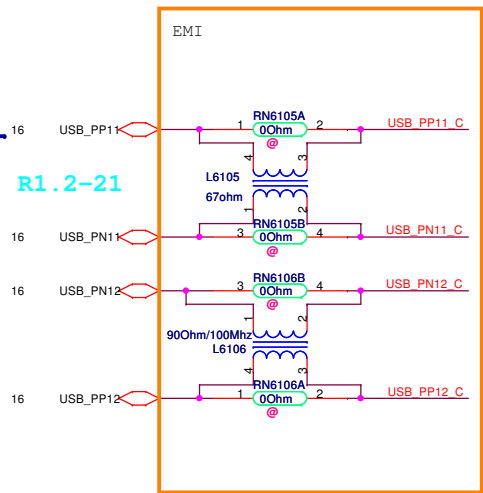 EMI
RN6105A
16 USB_PP11 1 0Ohm 2 USB_PP11_C
@
4 3
L6105
R1.2-21
67ohm
1 2
RN6105B
16 USB_PN11 3 0Ohm 4 USB_PN11_C
@
RN6106B
16 USB_PN12 3 0Ohm 4 USB_PN12_C
@
1 2
90Ohm/100Mhz
L6106
4 3
RN6106A
16 USB_PP12 1 0Ohm 2 USB_PP12_C
@